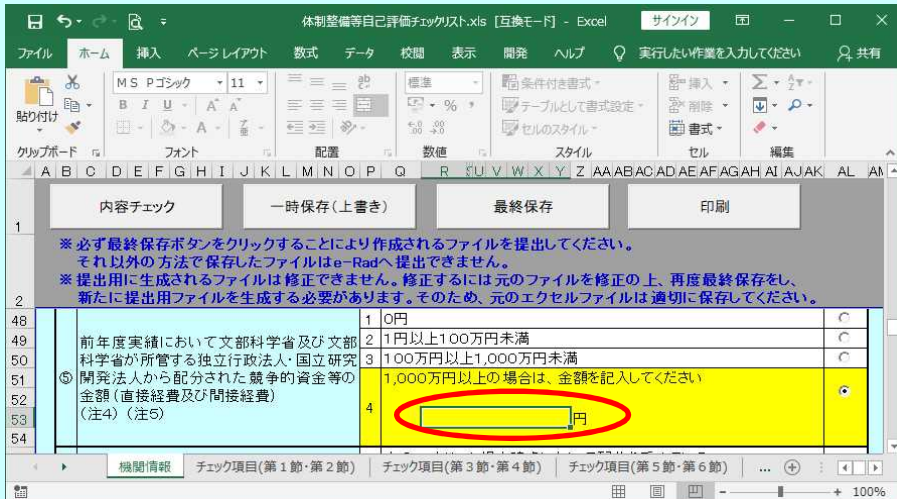 体制整備等自己評価チェックリスト.xls [互換モード] - Excel
サインイン
ファイル ホーム 挿入 ページ レイアウト 数式 データ 校閲 表示 開発 ヘルプ 実行したい作業を入力してください 共有
貼り付け
MS Pゴシック 11
B I U
標準
条件付き書式
テーブルとして書式設定
セルのスタイル
挿入
削除
書式
クリップボード フォント 配置 数値 スタイル セル 編集
A B C D E F G H I J K L M N O P Q R S U V W X Y Z AA AB AC AD AE AF AG AH AI AJ AK AL
1
内容チェック
一時保存(上書き)
最終保存
印刷
※必ず最終保存ボタンをクリックすることにより作成されるファイルを提出してください。
それ以外の方法で保存したファイルはe-Radへ提出できません。
※提出用に生成されるファイルは修正できません。修正するには元のファイルを修正の上、再度最終保存をし、
2
新たに提出用ファイルを生成する必要があります。そのため、元のエクセルファイルは適切に保存してください。
48 1 0円
49 前年度実績において文部科学省及び文部 2 1円以上100万円未満
50 科学省が所管する独立行政法人・国立研究 3 100万円以上1,000万円未満
51 ⑤ 開発法人から配分された競争的資金等の 1,000万円以上の場合は、金額を記入してください
52 金額(直接経費及び間接経費)
4
53 (注4)(注5) 円
54
機関情報 チェック項目(第1節・第2節) チェック項目(第3節・第4節) チェック項目(第5節・第6節) ...
100%